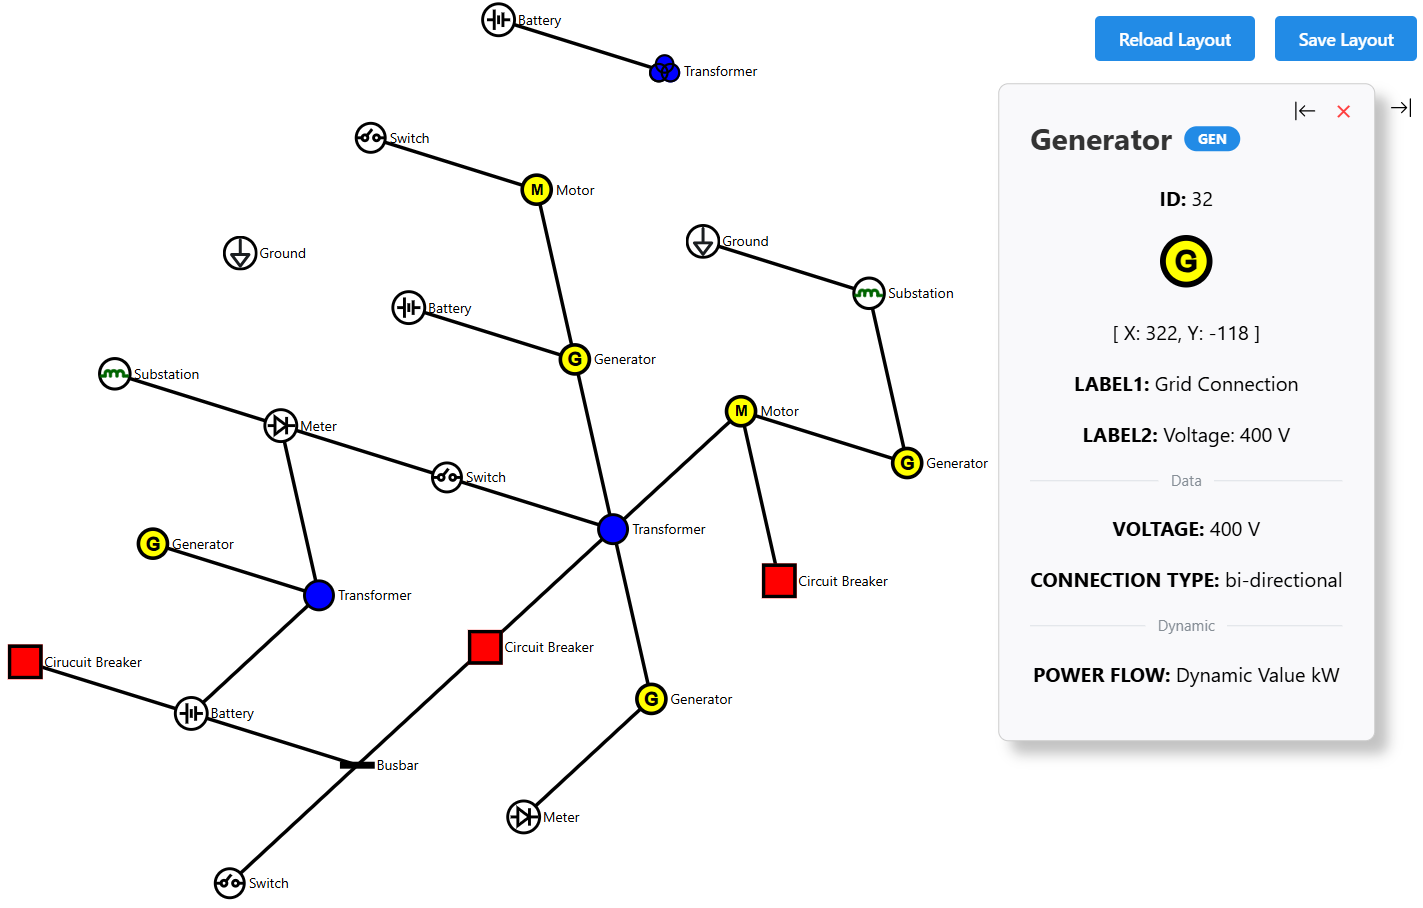 Battery
Reload Layout
Save Layout
Transformer
Switch
Generator GEN
M Motor
ID: 32
Ground
Ground
G
Substation
Battery
[ X: 322, Y: -118 ]
G Generator
Substation
LABEL1: Grid Connection
M Motor
Meter
LABEL2: Voltage: 400 V
G Generator
Switch
Data
Transformer
VOLTAGE: 400 V
G Generator
Circuit Breaker
CONNECTION TYPE: bi-directional
Transformer
Dynamic
Circuit Breaker
Cirucuit Breaker
POWER FLOW: Dynamic Value kW
G Generator
Battery
Busbar
Meter
Switch